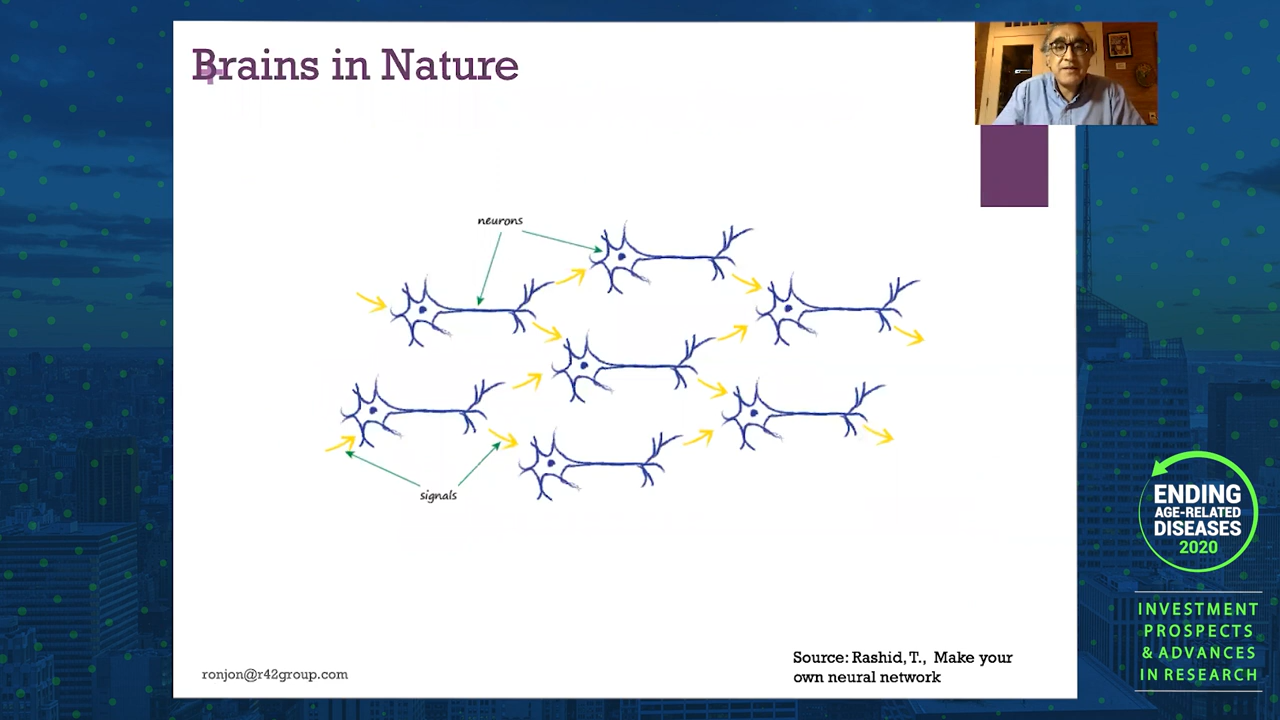 Brains in Nature
neurons
signals
ronjon@r42group.com
Source: Rashid, T., Make your
own neural network
ENDING
AGE-RELATED
DISEASES
2020
INVESTMENT
PROSPECTS
& ADVANCES
IN RESEARCH